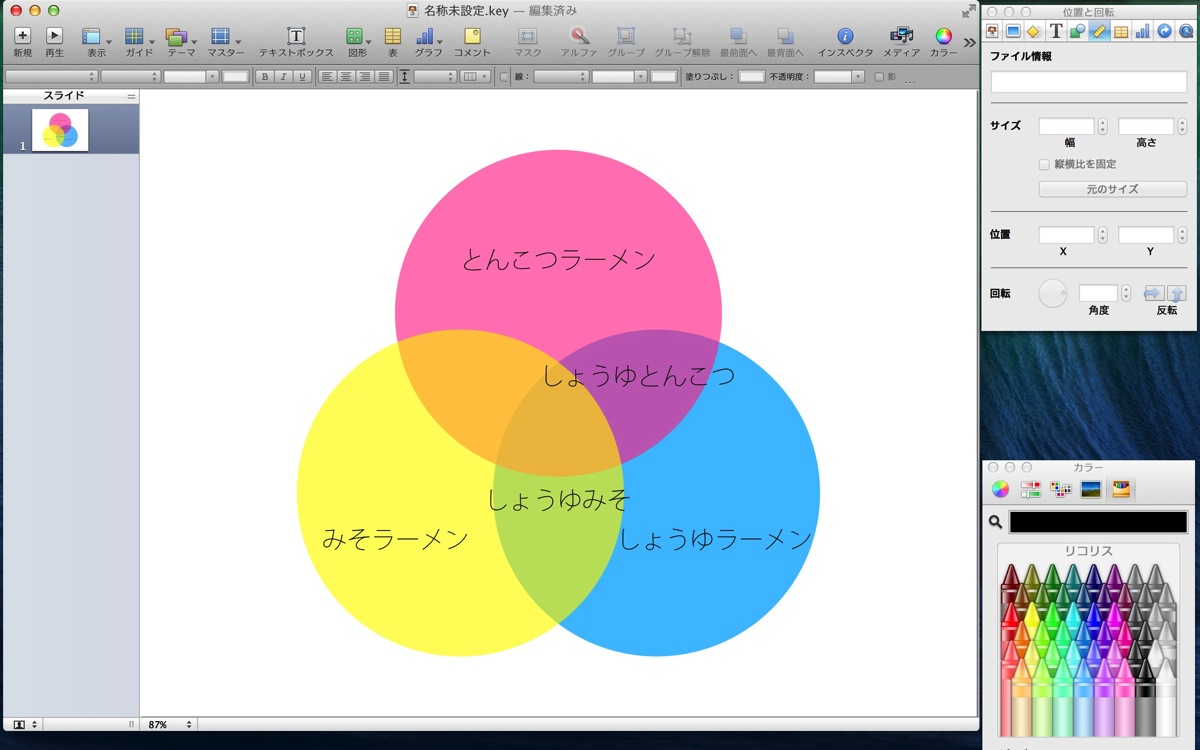 名称未設定.key — 編集済み
新規 再生 表示 ガイド テーマ マスター テキストボックス 図形 表 グラフ コメント マスク アルファ グループ グループ解除 最前面へ 最背面へ インスペクタ メディア カラー
B I U 線： 塗りつぶし： 不透明度： 影
スライド
1
とんこつラーメン
しょうゆとんこつ
しょうゆみそ
みそラーメン
しょうゆラーメン
87%
位置と回転
ファイル情報
サイズ
幅 高さ
縦横比を固定
元のサイズ
位置
X Y
回転
角度 反転
カラー
リコリス